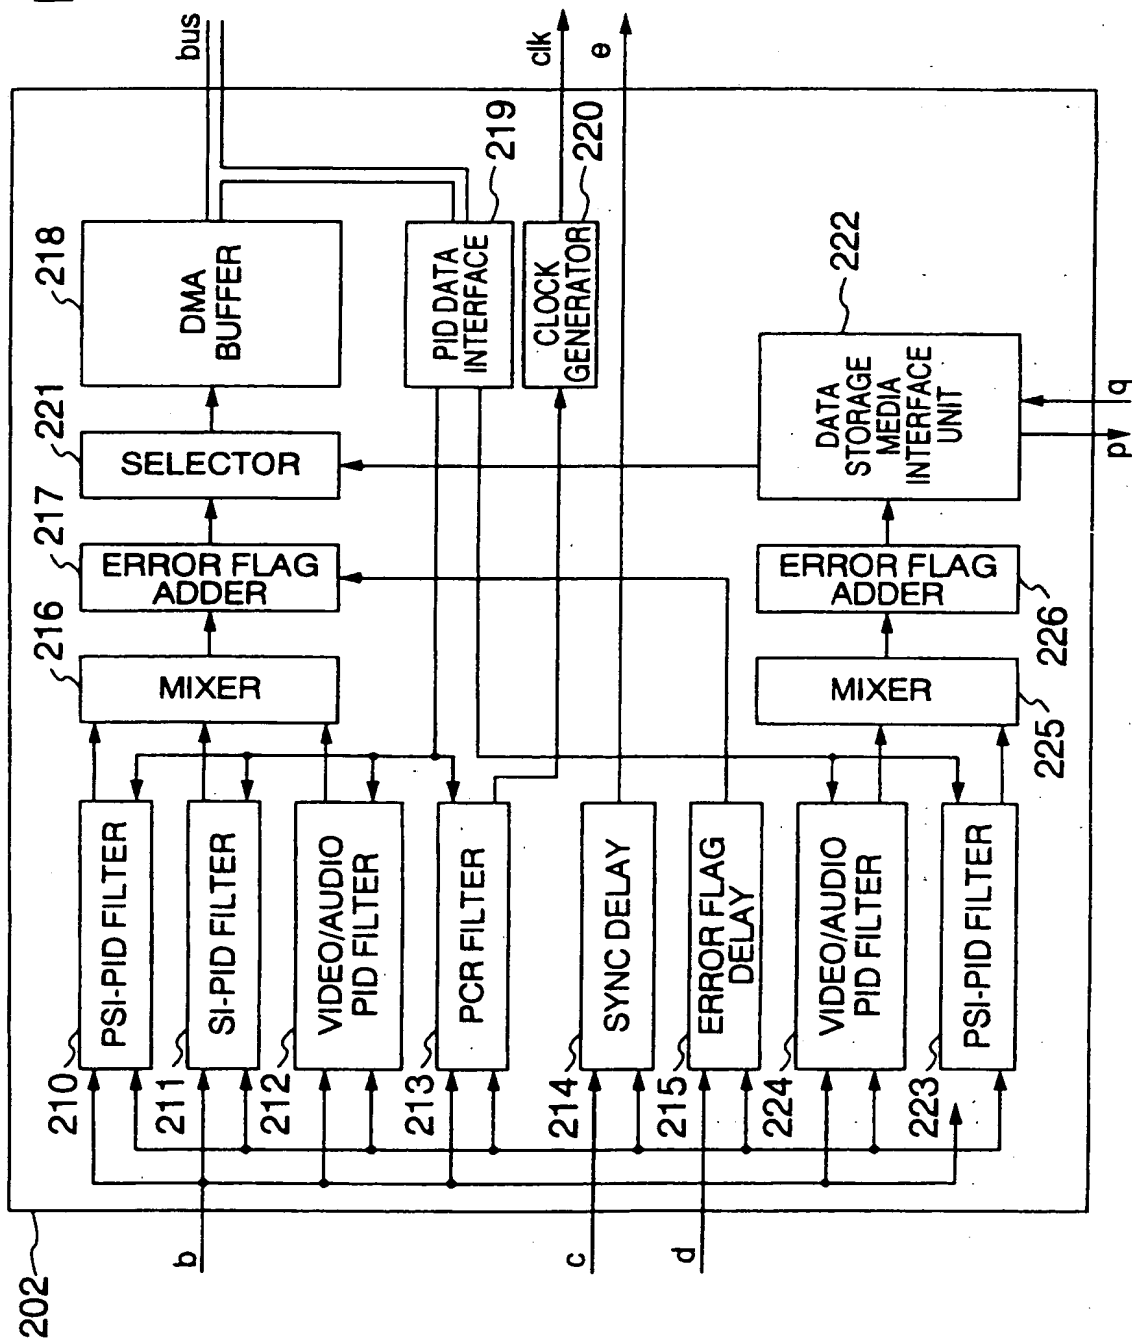 202
b
c
d
210
PSI-PID FILTER
211
SI-PID FILTER
212
VIDEO/AUDIO
PID FILTER
213
PCR FILTER
214
SYNC DELAY
215
ERROR FLAG
DELAY
224
VIDEO/AUDIO
PID FILTER
223
PSI-PID FILTER
216
MIXER
217
ERROR FLAG
ADDER
221
SELECTOR
218
DMA
BUFFER
PID DATA
INTERFACE
219
CLOCK
GENERATOR
220
MIXER
225
ERROR FLAG
ADDER
226
DATA
STORAGE
MEDIA
INTERFACE
UNIT
222
bus
clk
e
p
q